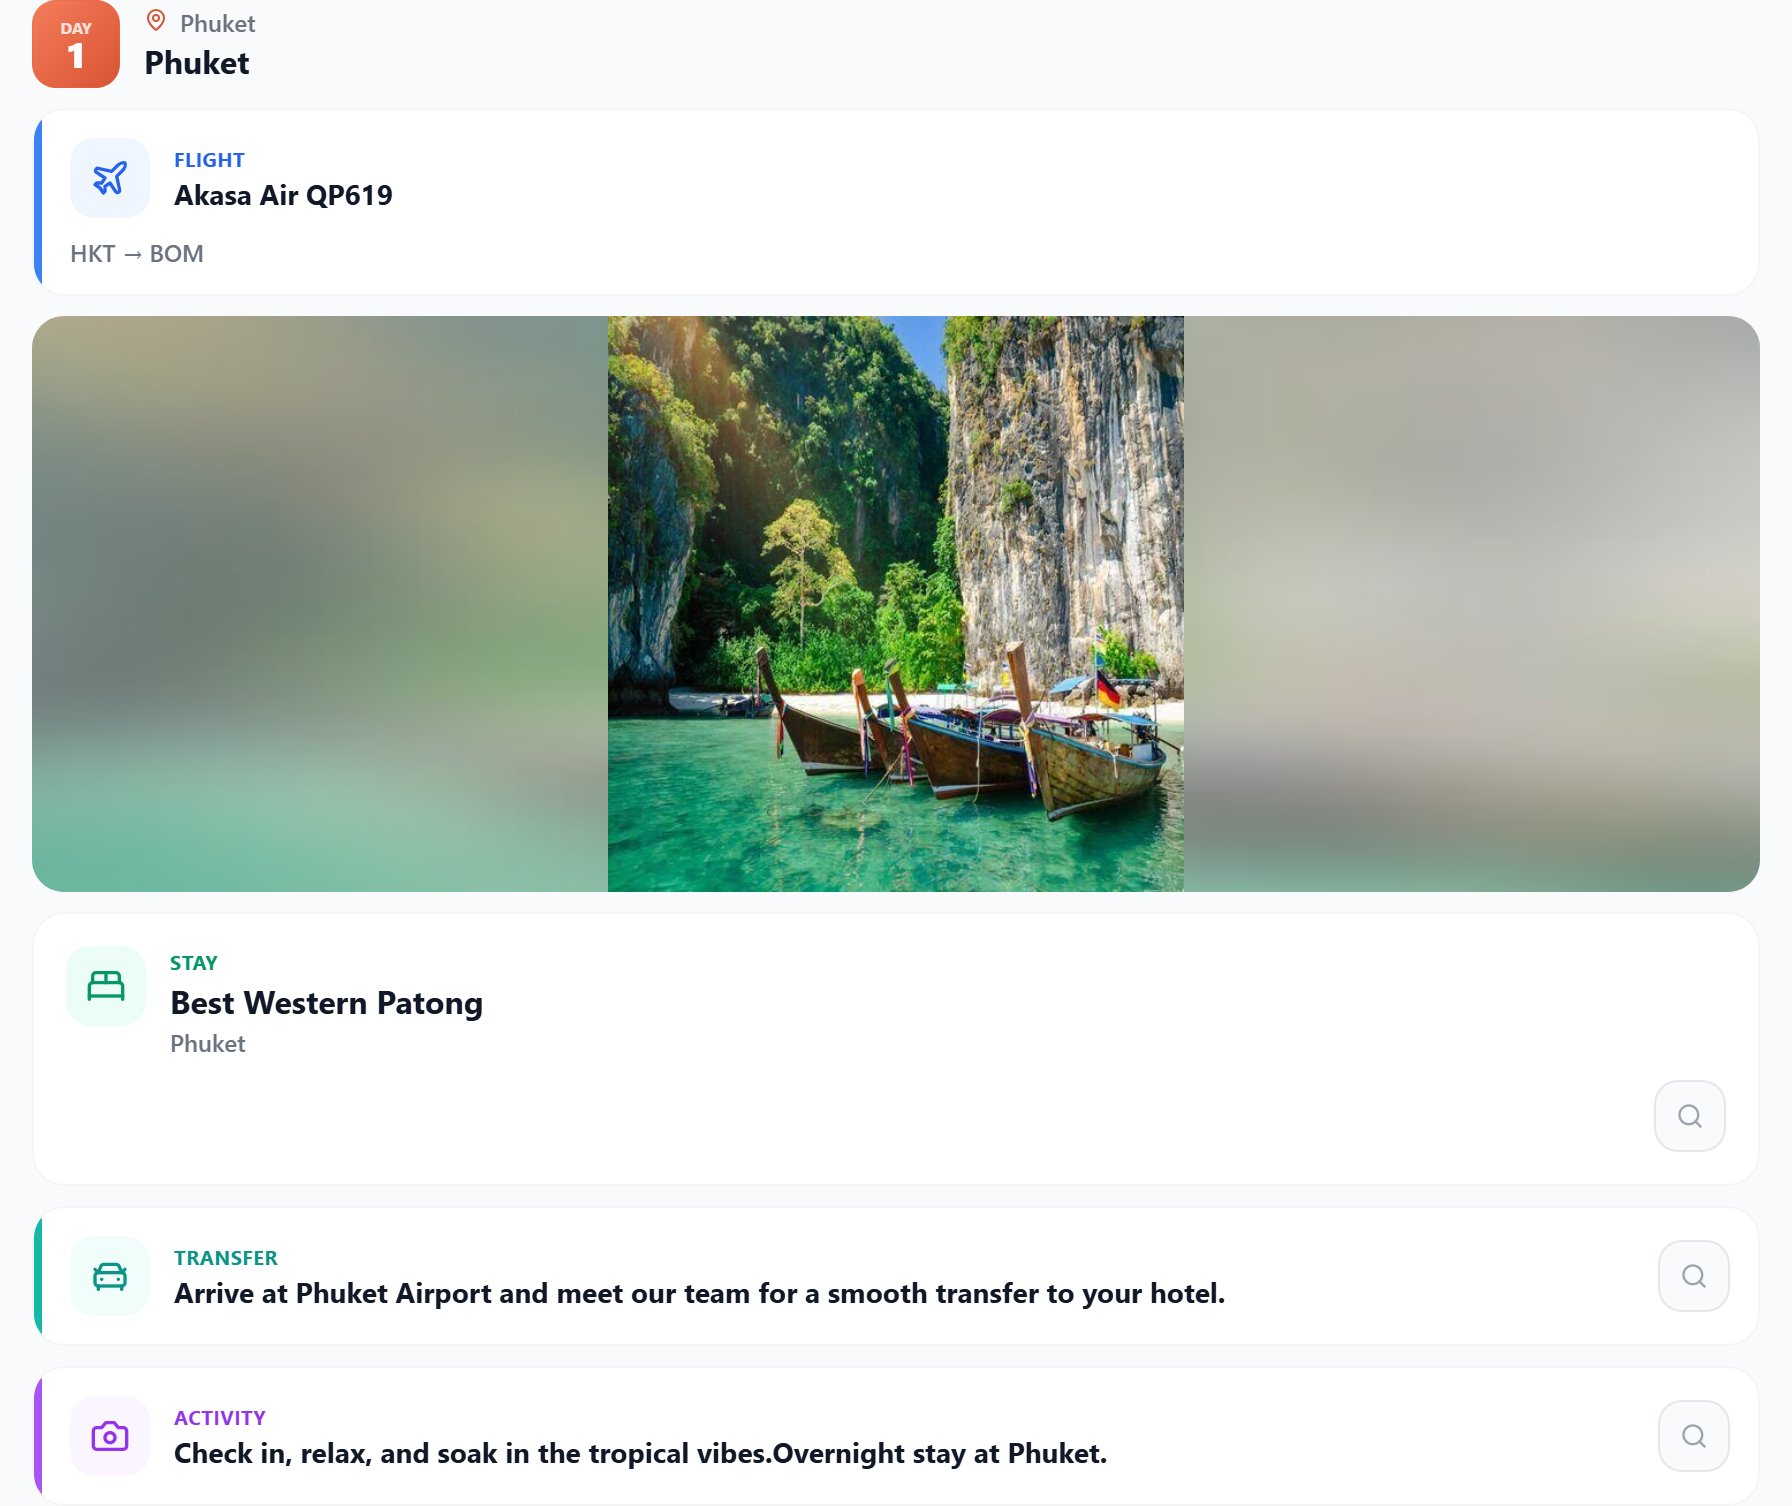 DAY
1
Phuket
Phuket
FLIGHT
Akasa Air QP619
HKT → BOM
STAY
Best Western Patong
Phuket
TRANSFER
Arrive at Phuket Airport and meet our team for a smooth transfer to your hotel.
ACTIVITY
Check in, relax, and soak in the tropical vibes.Overnight stay at Phuket.